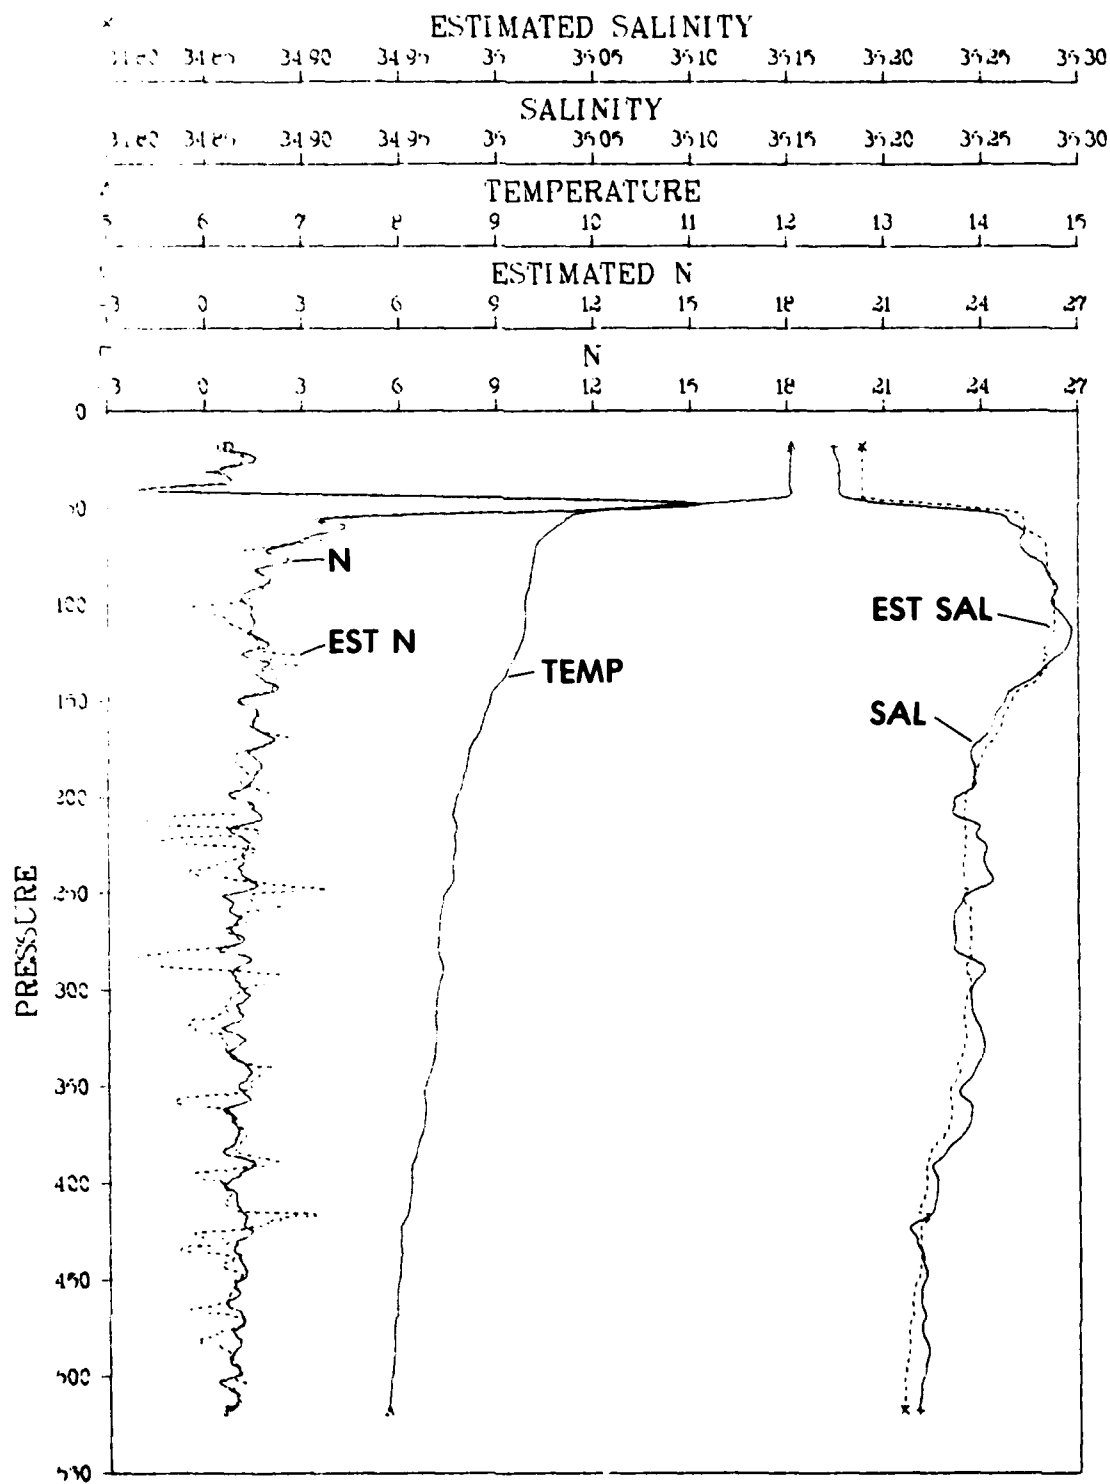 ESTIMATED SALINITY
34.90 34.95 35 35.05 35.10 35.15 35.20 35.25 35.30
SALINITY
34.90 34.95 35 35.05 35.10 35.15 35.20 35.25 35.30
TEMPERATURE
5 6 7 8 9 10 11 12 13 14 15
ESTIMATED N
-3 0 3 6 9 12 15 18 21 24 27
N
-3 0 3 6 9 12 15 18 21 24 27
0
50
N
100
EST SAL
EST N
TEMP
150
SAL
200
250
PRESSURE
300
350
400
450
500
550